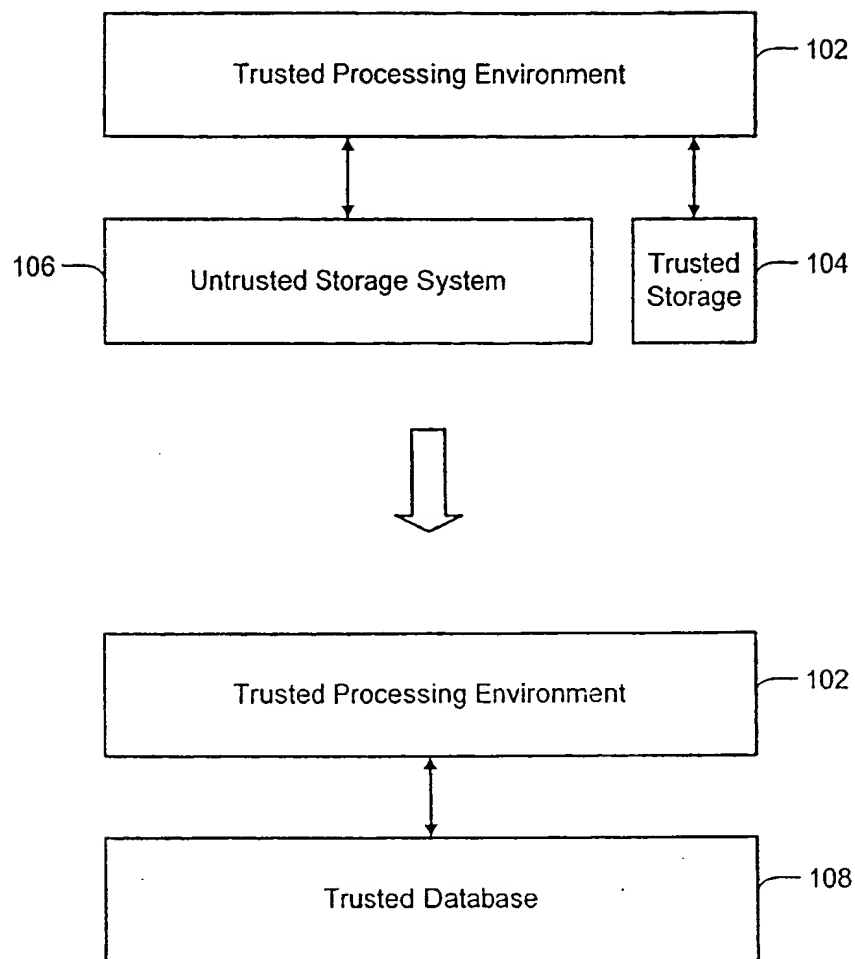 Trusted Processing Environment
102
106
Untrusted Storage System
Trusted
Storage
104
Trusted Processing Environment
102
Trusted Database
108